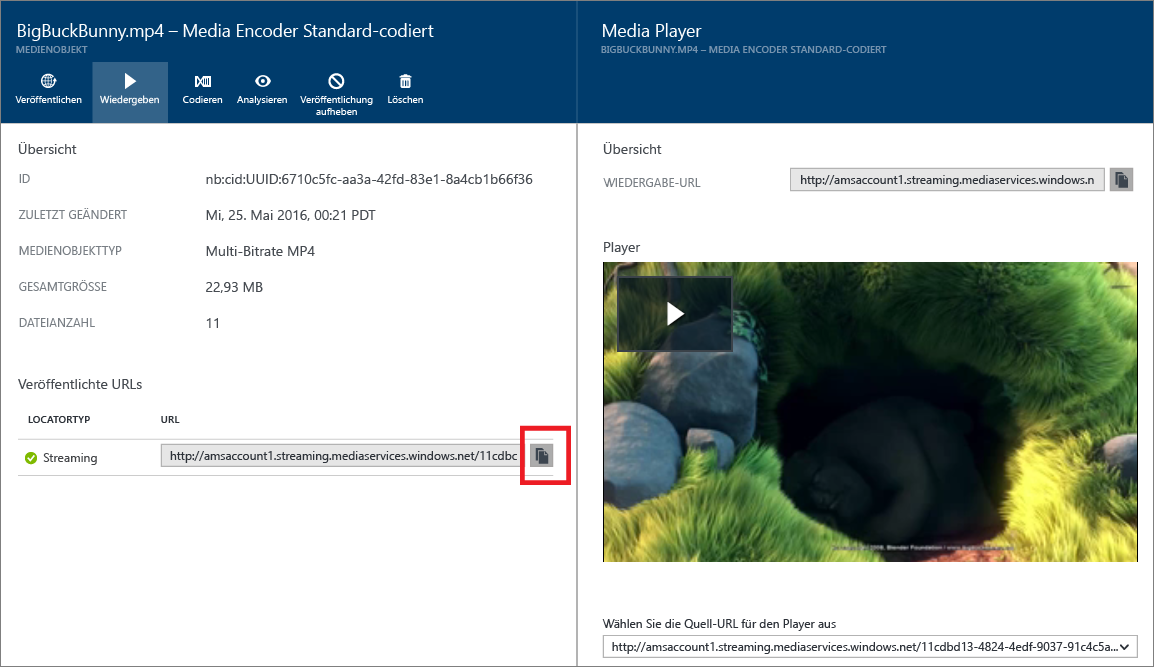 BigBuckBunny.mp4 – Media Encoder Standard-codiert
MEDIENOBJEKT
Veröffentlichen
Wiedergeben
Codieren
Analysieren
Veröffentlichung
aufheben
Löschen
Übersicht
ID
nb:cid:UUID:6710c5fc-aa3a-42fd-83e1-8a4cb1b66f36
ZULETZT GEÄNDERT
Mi, 25. Mai 2016, 00:21 PDT
MEDIENOBJEKTTYP
Multi-Bitrate MP4
GESAMTGRÖSSE
22,93 MB
DATEIANZAHL
11
Veröffentlichte URLs
LOCATORTYP URL
Streaming
http://amsaccount1.streaming.mediaservices.windows.net/11cdbc
Media Player
BIGBUCKBUNNY.MP4 – MEDIA ENCODER STANDARD-CODIERT
Übersicht
WIEDERGABE-URL
http://amsaccount1.streaming.mediaservices.windows.n
Player
2008, Blender Foundation / www.
Wählen Sie die Quell-URL für den Player aus
http://amsaccount1.streaming.mediaservices.windows.net/11cdbd13-4824-4edf-9037-91c4c5a...